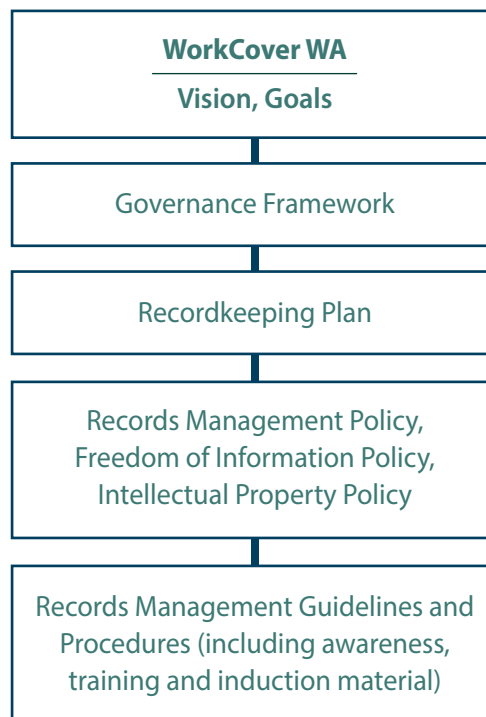 WorkCover WA
Vision, Goals
Governance Framework
Recordkeeping Plan
Records Management Policy,
Freedom of Information Policy,
Intellectual Property Policy
Records Management Guidelines and
Procedures (including awareness,
training and induction material)